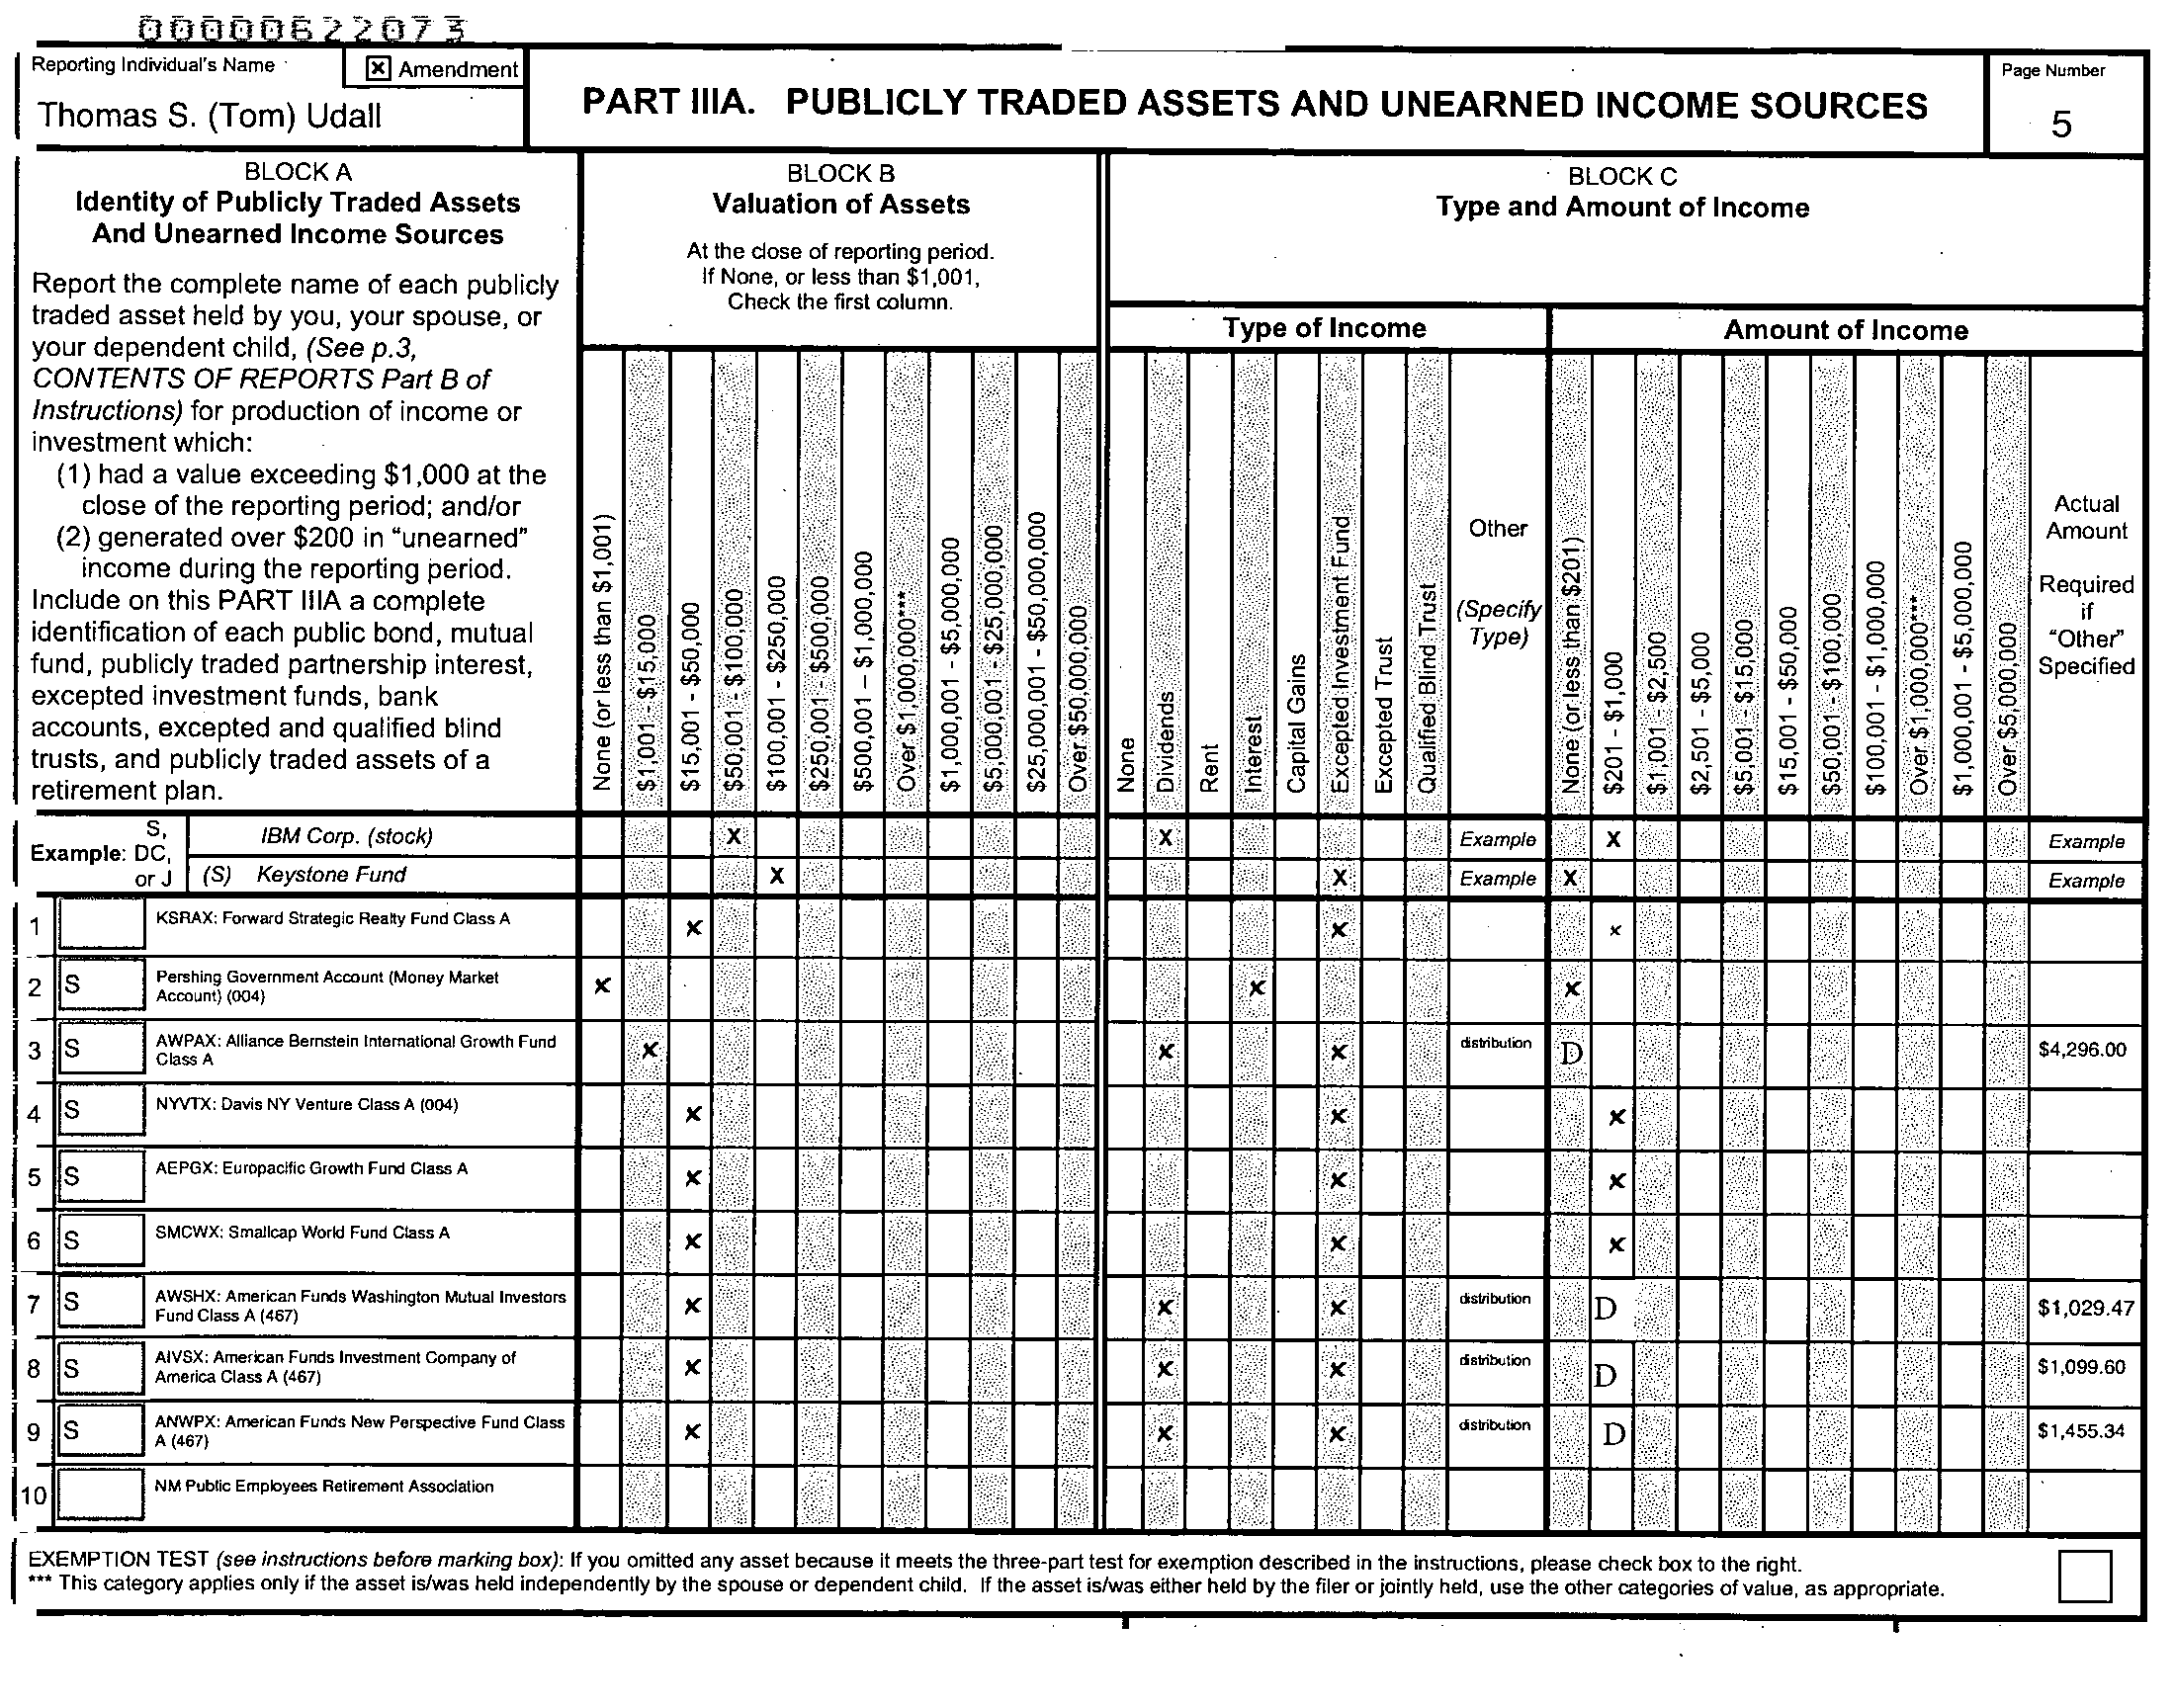 00000622073
Reporting Individual's Name
☒ Amendment
Thomas S. (Tom) Udall
PART IIIA. PUBLICLY TRADED ASSETS AND UNEARNED INCOME SOURCES
Page Number
5
BLOCK A
Identity of Publicly Traded Assets
And Unearned Income Sources
Report the complete name of each publicly
traded asset held by you, your spouse, or
your dependent child, (See p.3,
CONTENTS OF REPORTS Part B of
Instructions) for production of income or
investment which:
(1) had a value exceeding $1,000 at the
close of the reporting period; and/or
(2) generated over $200 in "unearned"
income during the reporting period.
Include on this PART IIIA a complete
identification of each public bond, mutual
fund, publicly traded partnership interest,
excepted investment funds, bank
accounts, excepted and qualified blind
trusts, and publicly traded assets of a
retirement plan.
BLOCK B
Valuation of Assets
At the close of reporting period.
If None, or less than $1,001,
Check the first column.
None (or less than $1,001)
$1,001 - $15,000
$15,001 - $50,000
$50,001 - $100,000
$100,001 - $250,000
$250,001 - $500,000
$500,001 – $1,000,000
Over $1,000,000***
$1,000,001 - $5,000,000
$5,000,001 - $25,000,000
$25,000,001 - $50,000,000
Over $50,000,000
BLOCK C
Type and Amount of Income
Type of Income
None
Dividends
Rent
Interest
Capital Gains
Excepted Investment Fund
Excepted Trust
Qualified Blind Trust
Other
(Specify
Type)
Amount of Income
None (or less than $201)
$201 - $1,000
$1,001 - $2,500
$2,501 - $5,000
$5,001 - $15,000
$15,001 - $50,000
$50,001 - $100,000
$100,001 - $1,000,000
Over $1,000,000***
$1,000,001 - $5,000,000
Over $5,000,000
Actual
Amount
Required
if
"Other"
Specified
Example: S, DC, or J
IBM Corp. (stock) X X Example X Example
(S) Keystone Fund X X Example X Example
1 KSRAX: Forward Strategic Realty Fund Class A x x x
2 S Pershing Government Account (Money Market
Account) (004) x x x
3 S AWPAX: Alliance Bernstein International Growth Fund
Class A x x x distribution D $4,296.00
4 S NYVTX: Davis NY Venture Class A (004) x x x
5 S AEPGX: Europacific Growth Fund Class A x x x
6 S SMCWX: Smallcap World Fund Class A x x x
7 S AWSHX: American Funds Washington Mutual Investors
Fund Class A (467) x x x distribution D $1,029.47
8 S AIVSX: American Funds Investment Company of
America Class A (467) x x x distribution D $1,099.60
9 S ANWPX: American Funds New Perspective Fund Class
A (467) x x x distribution D $1,455.34
10 NM Public Employees Retirement Association
EXEMPTION TEST (see instructions before marking box): If you omitted any asset because it meets the three-part test for exemption described in the instructions, please check box to the right.
*** This category applies only if the asset is/was held independently by the spouse or dependent child. If the asset is/was either held by the filer or jointly held, use the other categories of value, as appropriate.